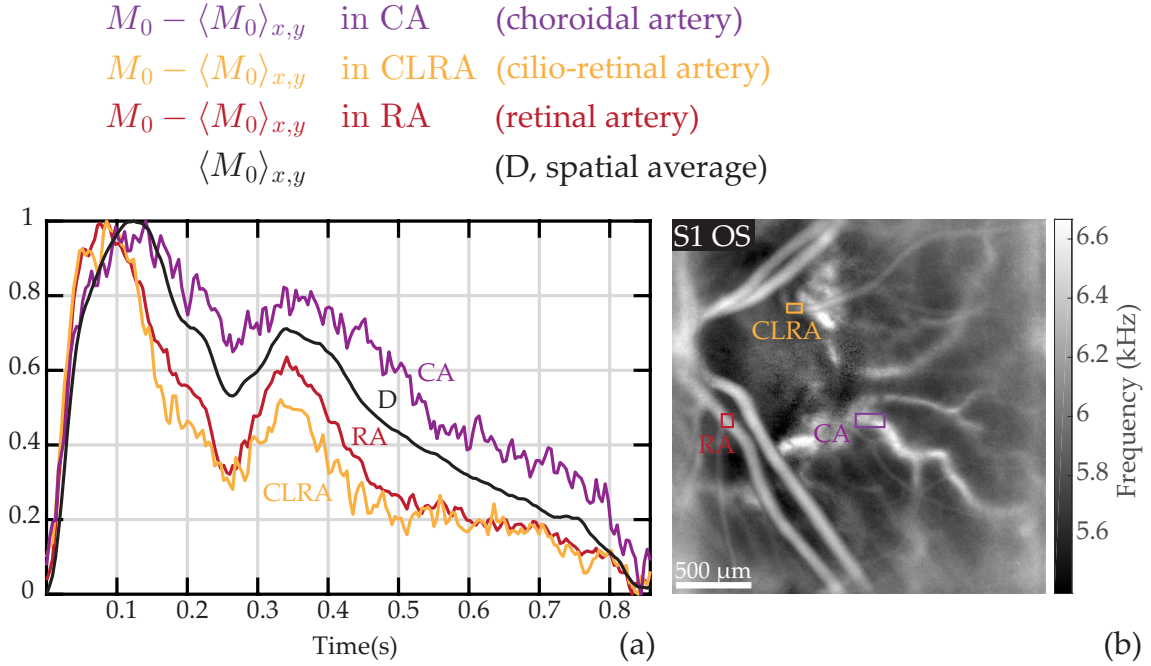 M₀ − ⟨M₀⟩x,y in CA (choroidal artery)
M₀ − ⟨M₀⟩x,y in CLRA (cilio-retinal artery)
M₀ − ⟨M₀⟩x,y in RA (retinal artery)
⟨M₀⟩x,y (D, spatial average)
1
0.8
0.6
0.4
0.2
0
CA
D
RA
CLRA
0.1 0.2 0.3 0.4 0.5 0.6 0.7 0.8
Time(s)
(a)
S1 OS
CLRA
RA
CA
500 µm
6.6
6.4
6.2
6
5.8
5.6
Frequency (kHz)
(b)